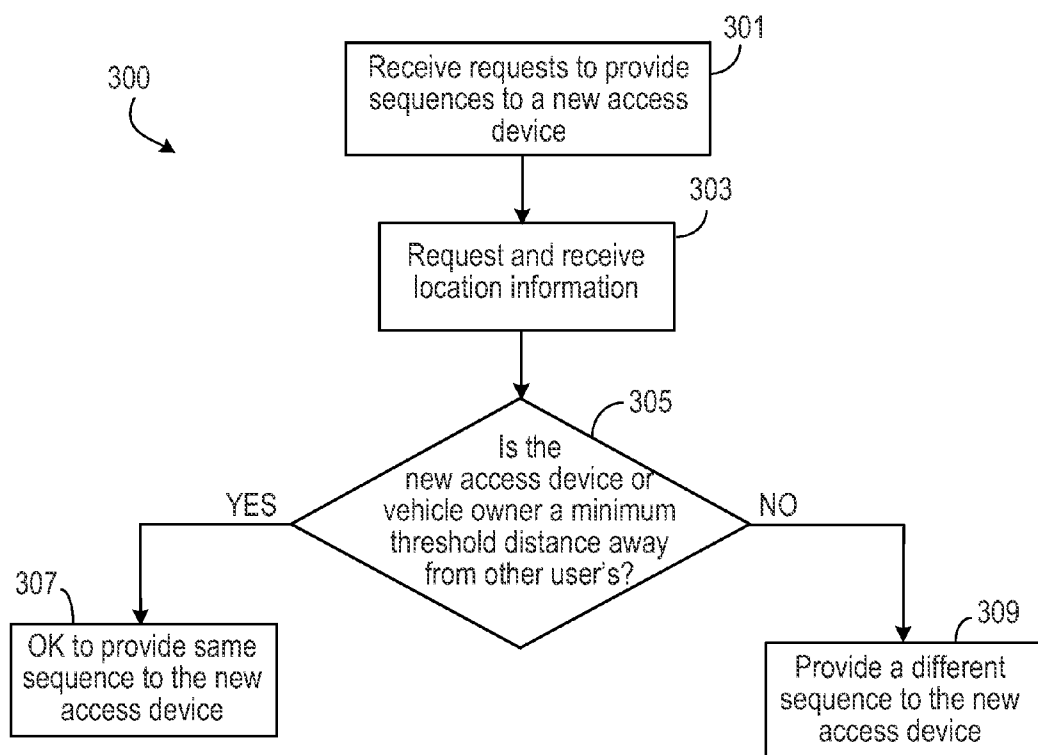 301
Receive requests to provide
sequences to a new access
device
300
303
Request and receive
location information
305
Is the
new access device or
vehicle owner a minimum
threshold distance away
from other user's?
YES
NO
307
OK to provide same
sequence to the new
access device
309
Provide a different
sequence to the new
access device